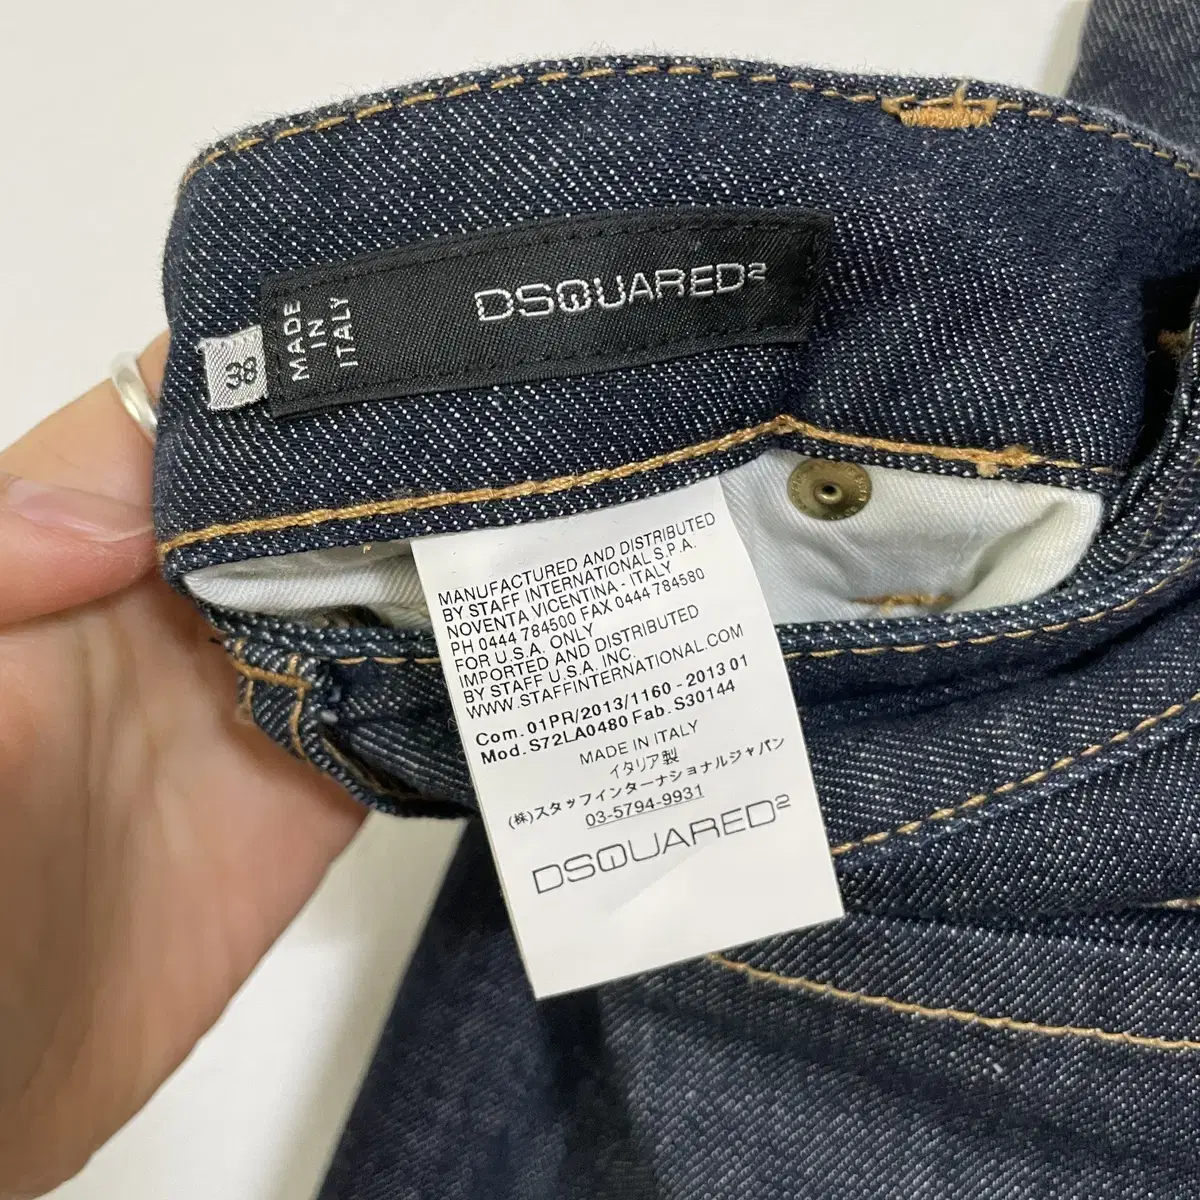 DSQUARED2
MADE
IN
ITALY
38
MANUFACTURED AND DISTRIBUTED
BY STAFF INTERNATIONAL S.P.A.
NOVENTA VICENTINA - ITALY
PH 0444 784500 FAX 0444 784580
FOR U.S.A. ONLY
IMPORTED AND DISTRIBUTED
BY STAFF U.S.A. INC.
WWW.STAFFINTERNATIONAL.COM
Com. 01PR/2013/1160 - 2013 01
Mod. S72LA0480 Fab. S30144
MADE IN ITALY
イタリア製
(株)スタッフインターナショナルジャパン
03-5794-9931
DSQUARED2